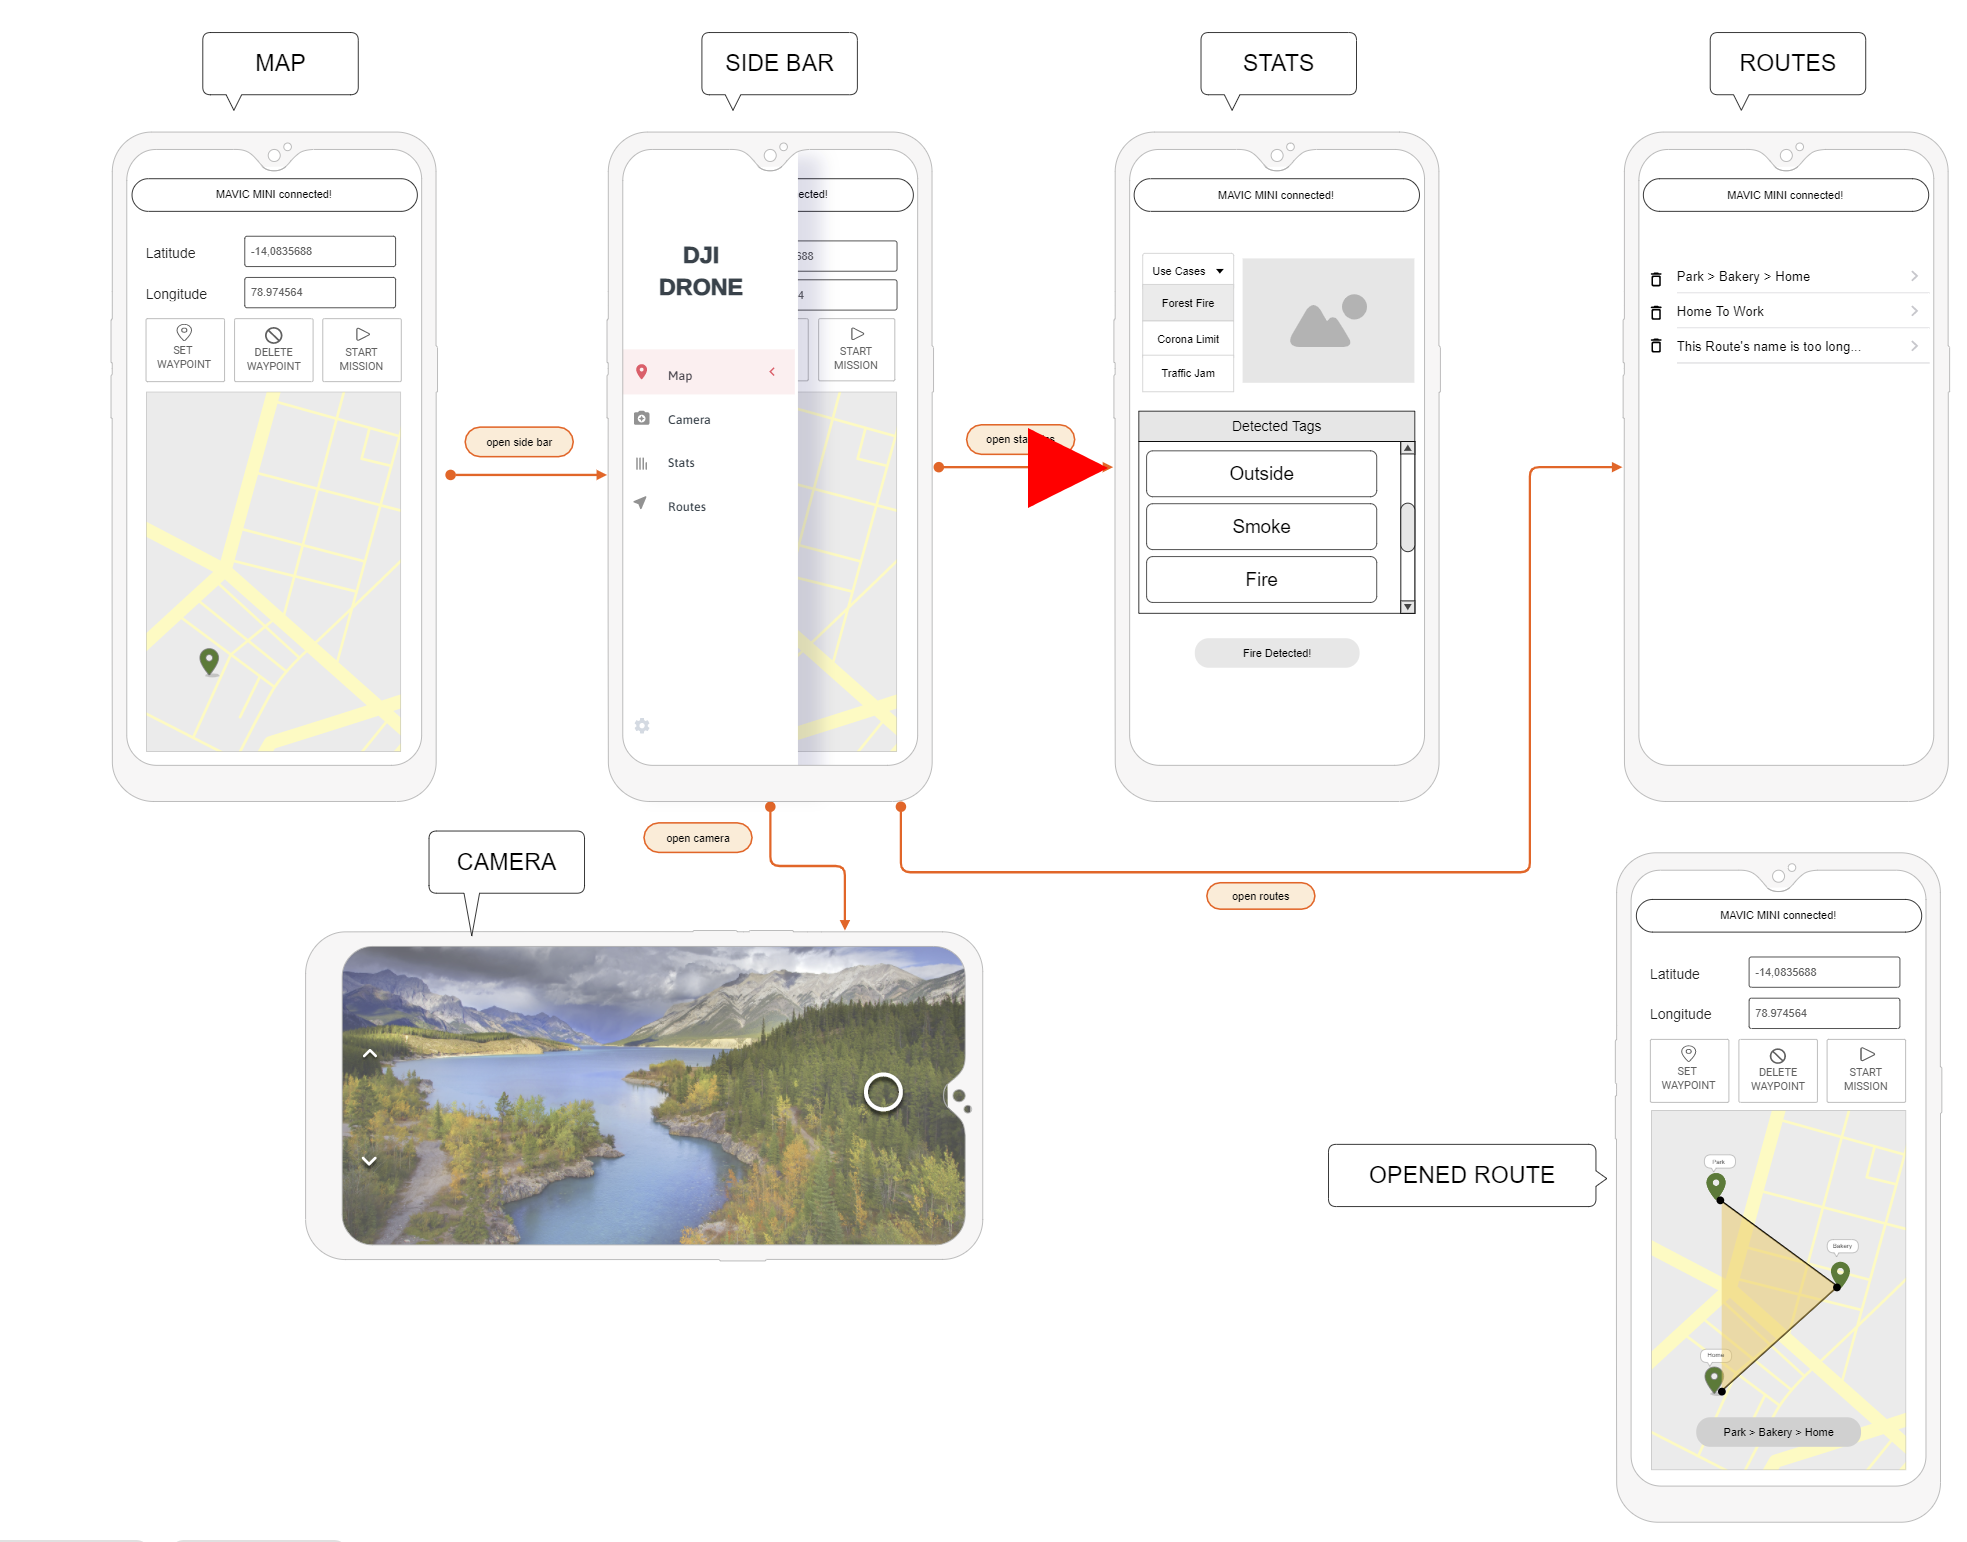 MAP
SIDE BAR
STATS
ROUTES
MAVIC MINI connected!
Latitude
-14,0835688
Longitude
78.974564
SET
WAYPOINT
DELETE
WAYPOINT
START
MISSION
open side bar
DJI
DRONE
Map
Camera
Stats
Routes
688
4
START
MISSION
open
MAVIC MINI connected!
Use Cases
Forest Fire
Corona Limit
Traffic Jam
Detected Tags
Outside
Smoke
Fire
Fire Detected!
MAVIC MINI connected!
Park > Bakery > Home
Home To Work
This Route's name is too long...
open camera
CAMERA
open routes
OPENED ROUTE
MAVIC MINI connected!
Latitude
-14,0835688
Longitude
78.974564
SET
WAYPOINT
DELETE
WAYPOINT
START
MISSION
Park
Bakery
Home
Park > Bakery > Home